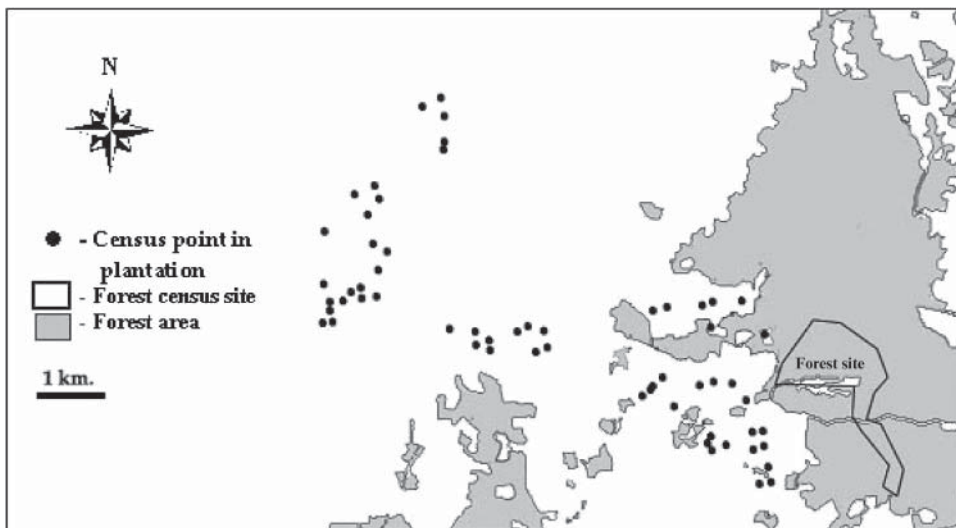 N
- Census point in
plantation
- Forest census site
- Forest area
1 km.
Forest site